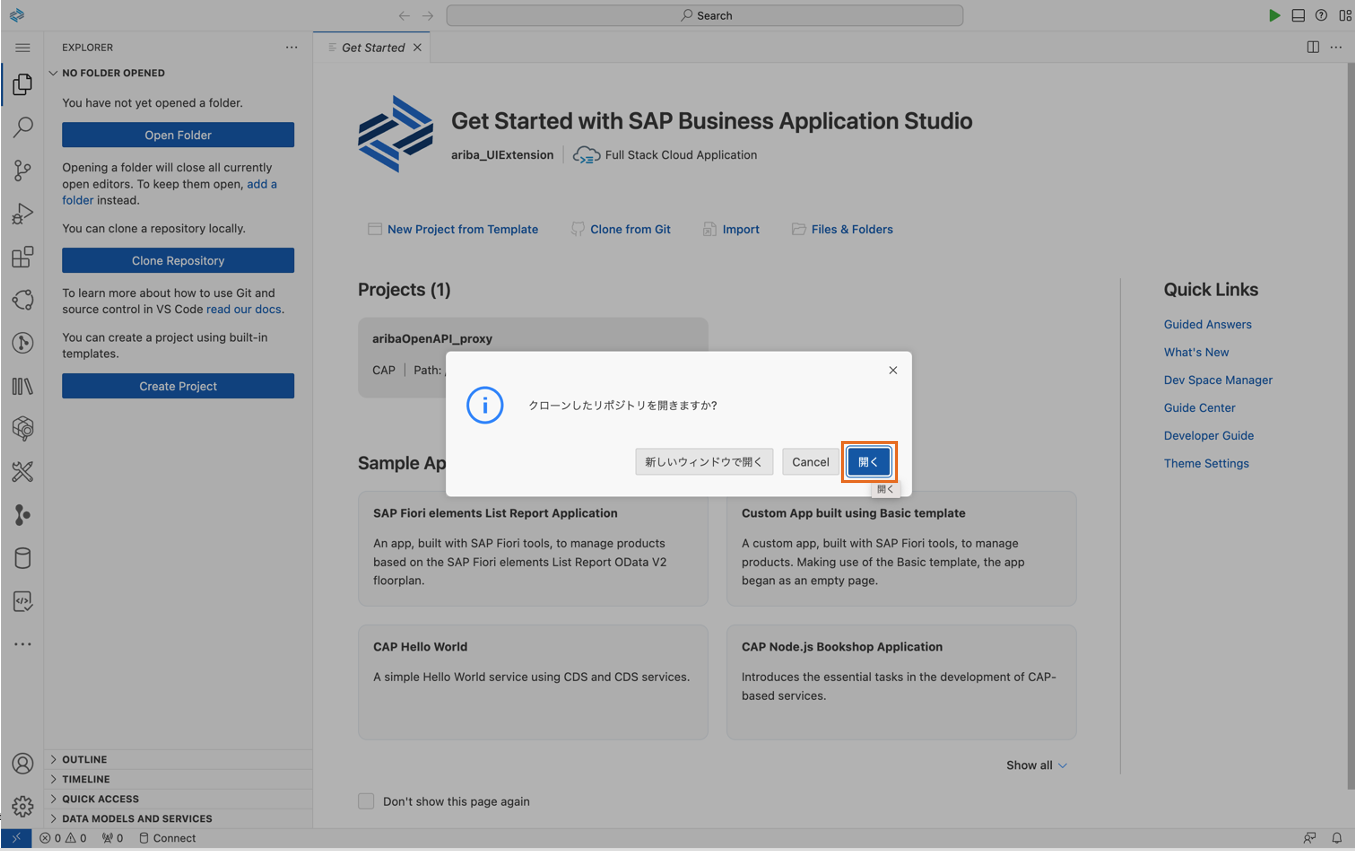 Search
EXPLORER
Get Started
NO FOLDER OPENED
You have not yet opened a folder.
Open Folder
Opening a folder will close all currently
open editors. To keep them open, add a
folder instead.
You can clone a repository locally.
Clone Repository
To learn more about how to use Git and
source control in VS Code read our docs.
You can create a project using built-in
templates.
Create Project
OUTLINE
TIMELINE
QUICK ACCESS
DATA MODELS AND SERVICES
Get Started with SAP Business Application Studio
ariba_UIExtension
Full Stack Cloud Application
New Project from Template
Clone from Git
Import
Files & Folders
Projects (1)
aribaOpenAPI_proxy
CAP
Path:
クローンしたリポジトリを開きますか?
新しいウィンドウで開く
Cancel
開く
開く
Sample Ap
SAP Fiori elements List Report Application
An app, built with SAP Fiori tools, to manage products
based on the SAP Fiori elements List Report OData V2
floorplan.
Custom App built using Basic template
A custom app, built with SAP Fiori tools, to manage
products. Making use of the Basic template, the app
began as an empty page.
CAP Hello World
A simple Hello World service using CDS and CDS services.
CAP Node.js Bookshop Application
Introduces the essential tasks in the development of CAP-
based services.
Show all
Don't show this page again
Quick Links
Guided Answers
What's New
Dev Space Manager
Guide Center
Developer Guide
Theme Settings
0
0
0
Connect